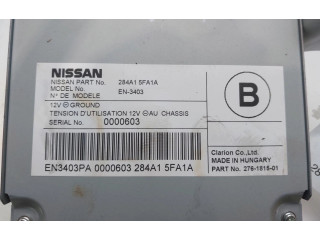 NISSAN
NISSAN PART No. 284A1 5FA1A
MODEL No.
N° DE MODELE EN-3403
12V ⊖ GROUND
TENSION D'UTILISATION 12V ⊖ AU CHASSIS
SERIAL No. 0000603
B
EN3403PA 0000603 284A1 5FA1A
Clarion Co.,Ltd.
MADE IN HUNGARY
PART No. 276-1815-01